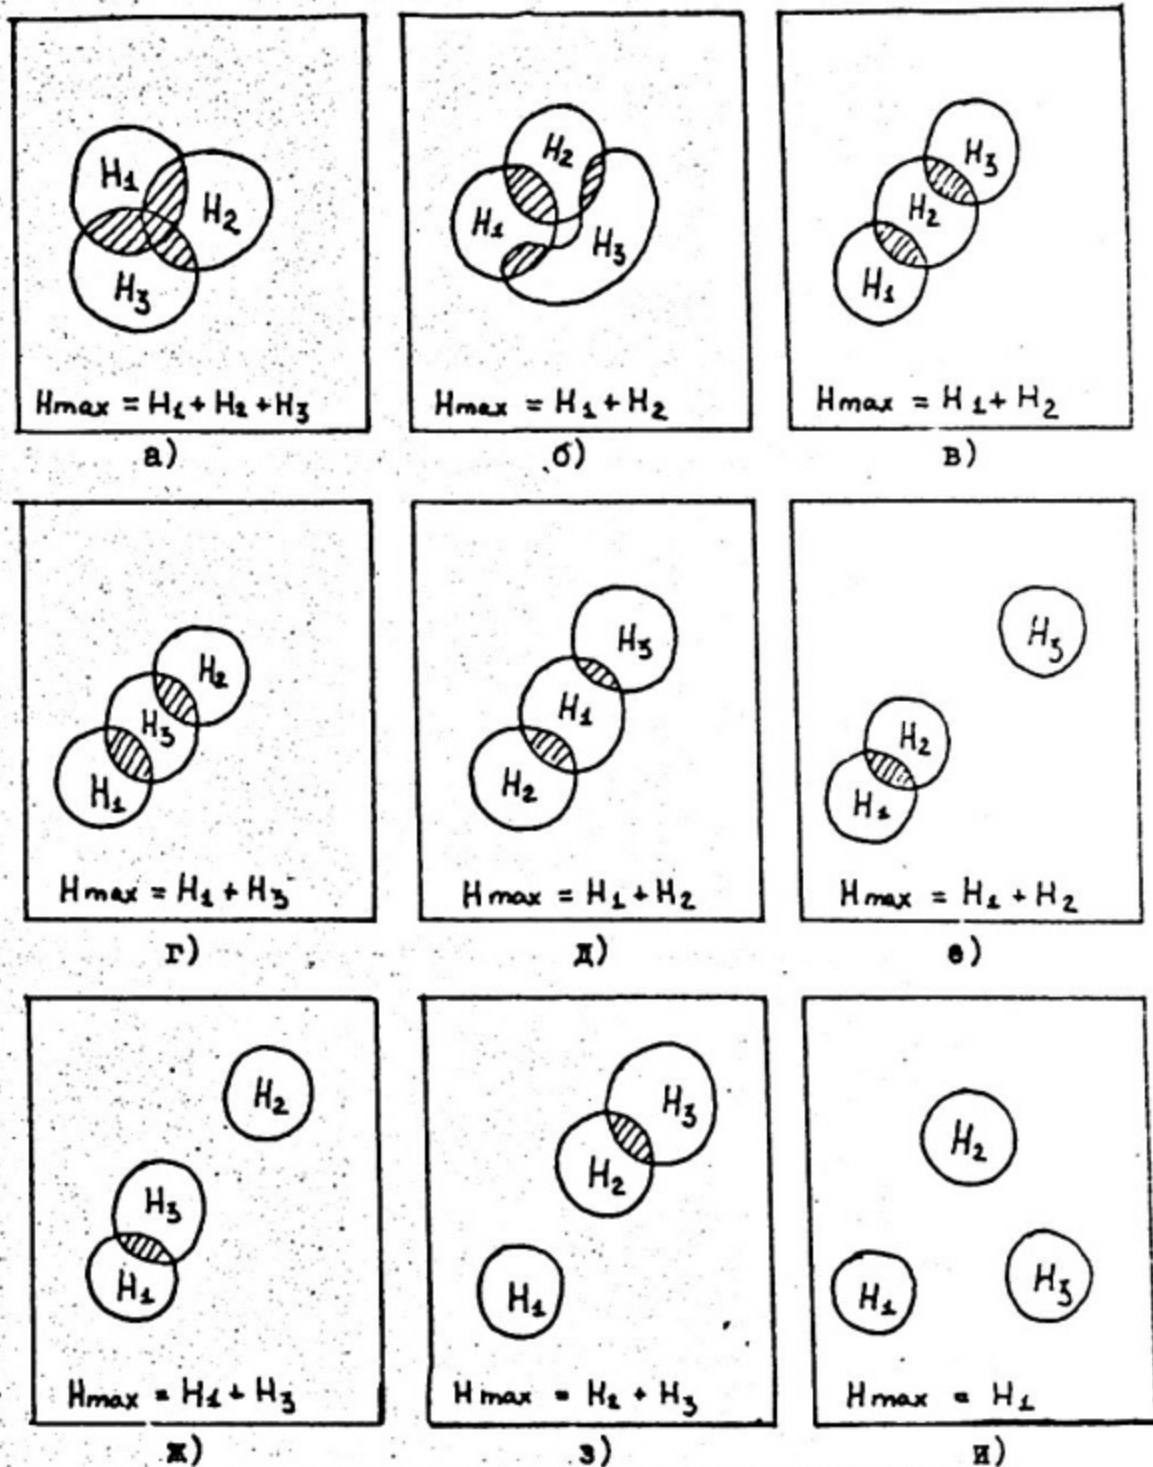 H₁
H₂
H₃
Hmax = H₁ + H₂ + H₃
а)
H₂
H₁
H₃
Hmax = H₁ + H₂
б)
H₃
H₂
H₁
Hmax = H₁ + H₂
в)
H₂
H₃
H₁
Hmax = H₁ + H₃
г)
H₃
H₁
H₂
Hmax = H₁ + H₂
д)
H₃
H₂
H₁
Hmax = H₁ + H₂
е)
H₂
H₃
H₁
Hmax = H₁ + H₃
ж)
H₃
H₂
H₁
Hmax = H₂ + H₃
з)
H₂
H₁
H₃
Hmax = H₁
и)